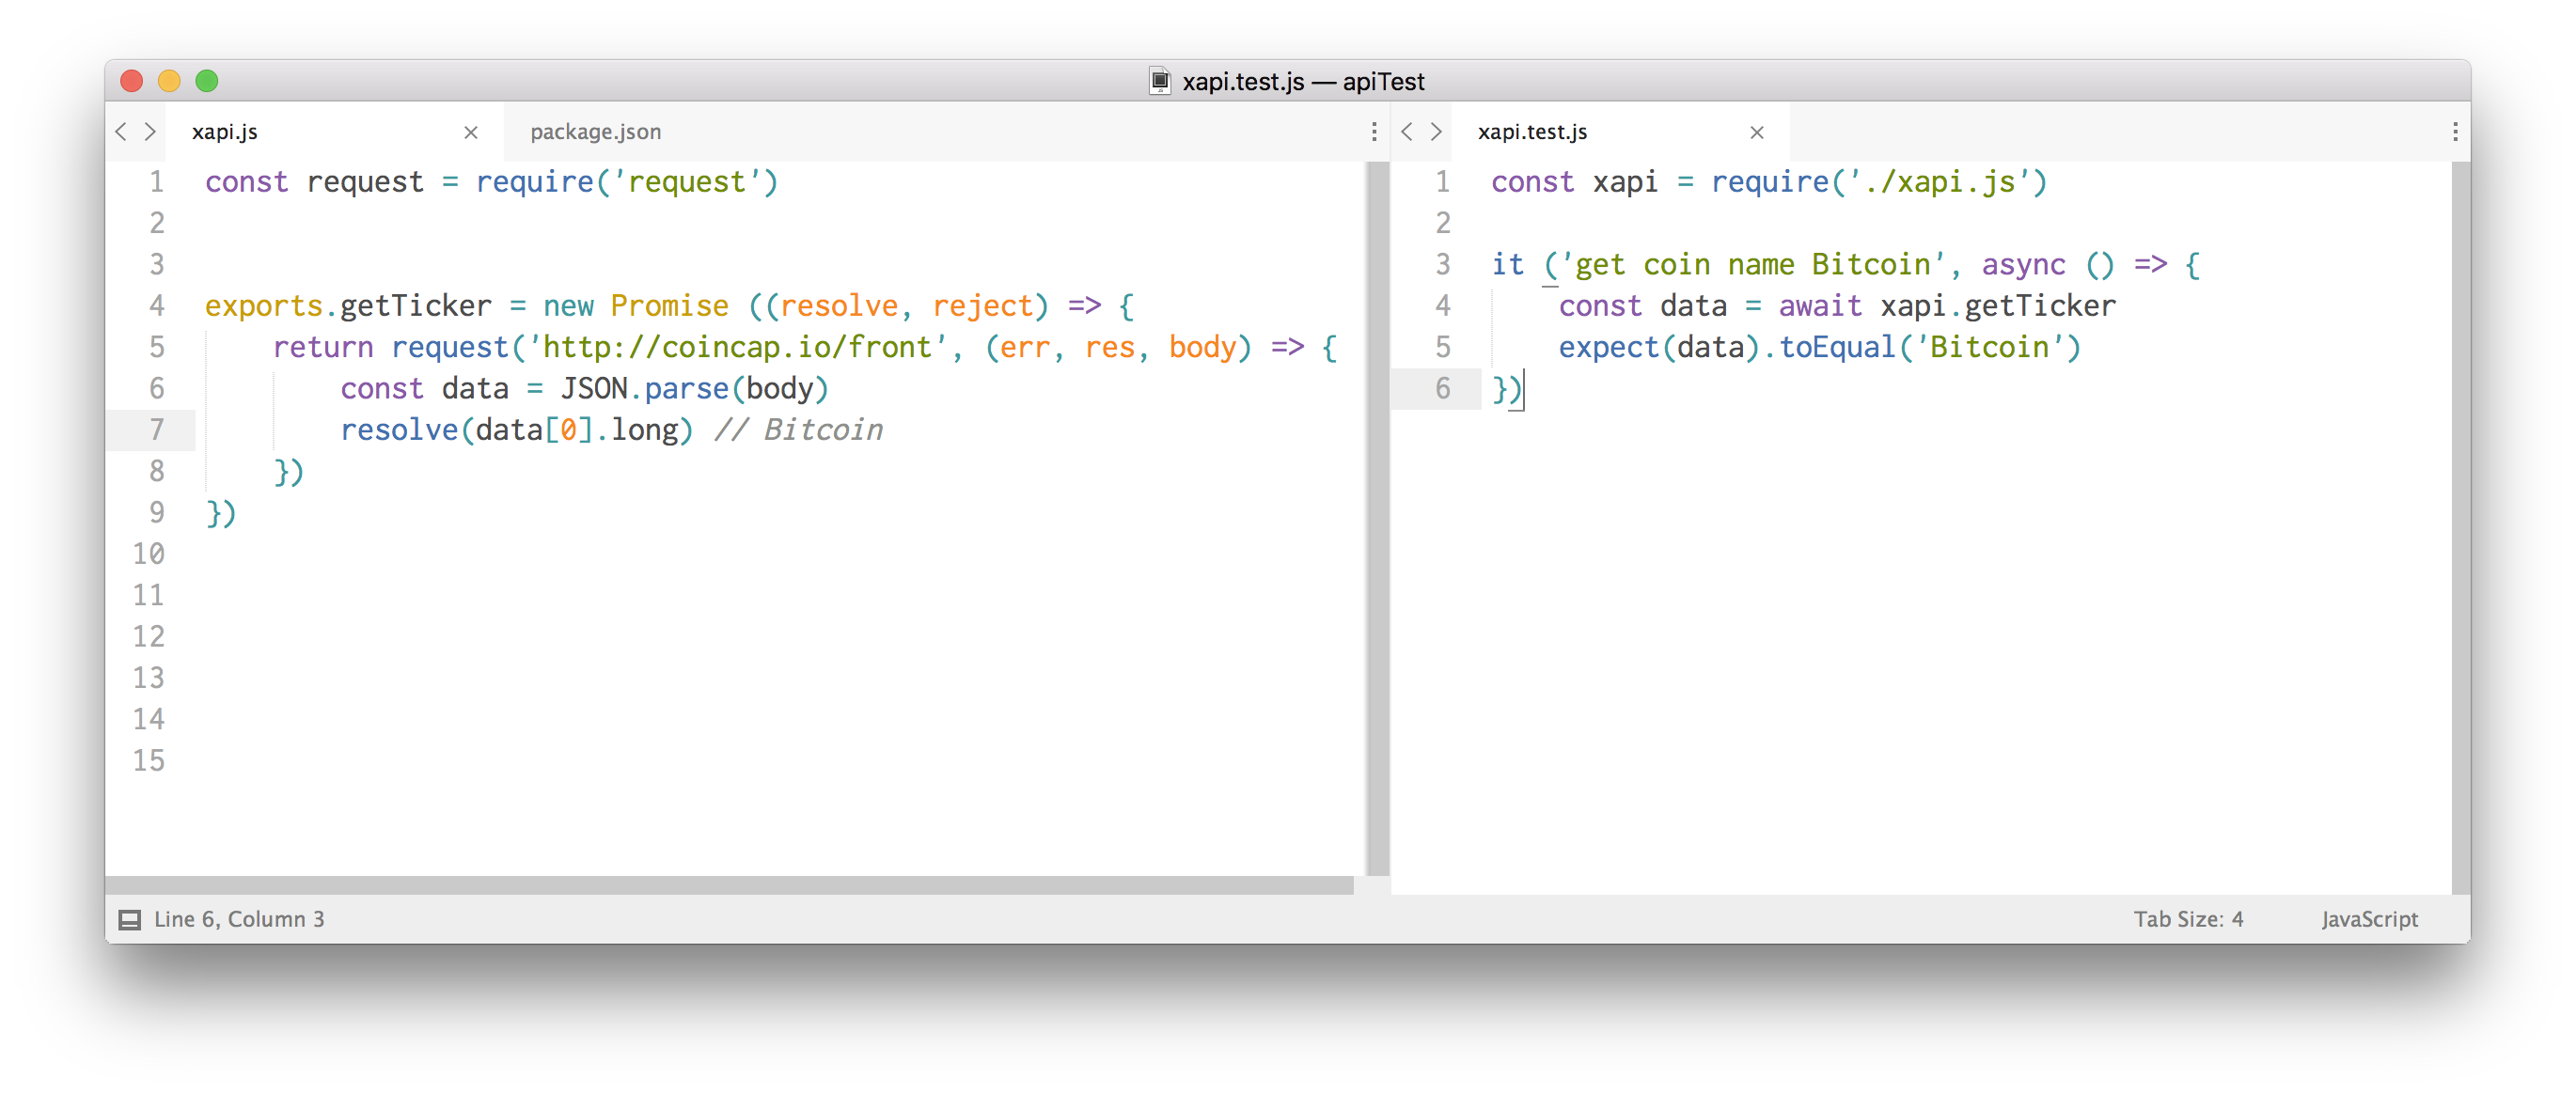 xapi.test.js — apiTest
xapi.js
package.json
1 const request = require('request')
2
3
4 exports.getTicker = new Promise ((resolve, reject) => {
5     return request('http://coincap.io/front', (err, res, body) => {
6         const data = JSON.parse(body)
7         resolve(data[0].long) // Bitcoin
8     })
9 })
10
11
12
13
14
15
xapi.test.js
1 const xapi = require('./xapi.js')
2
3 it ('get coin name Bitcoin', async () => {
4     const data = await xapi.getTicker
5     expect(data).toEqual('Bitcoin')
6 })
Line 6, Column 3
Tab Size: 4
JavaScript